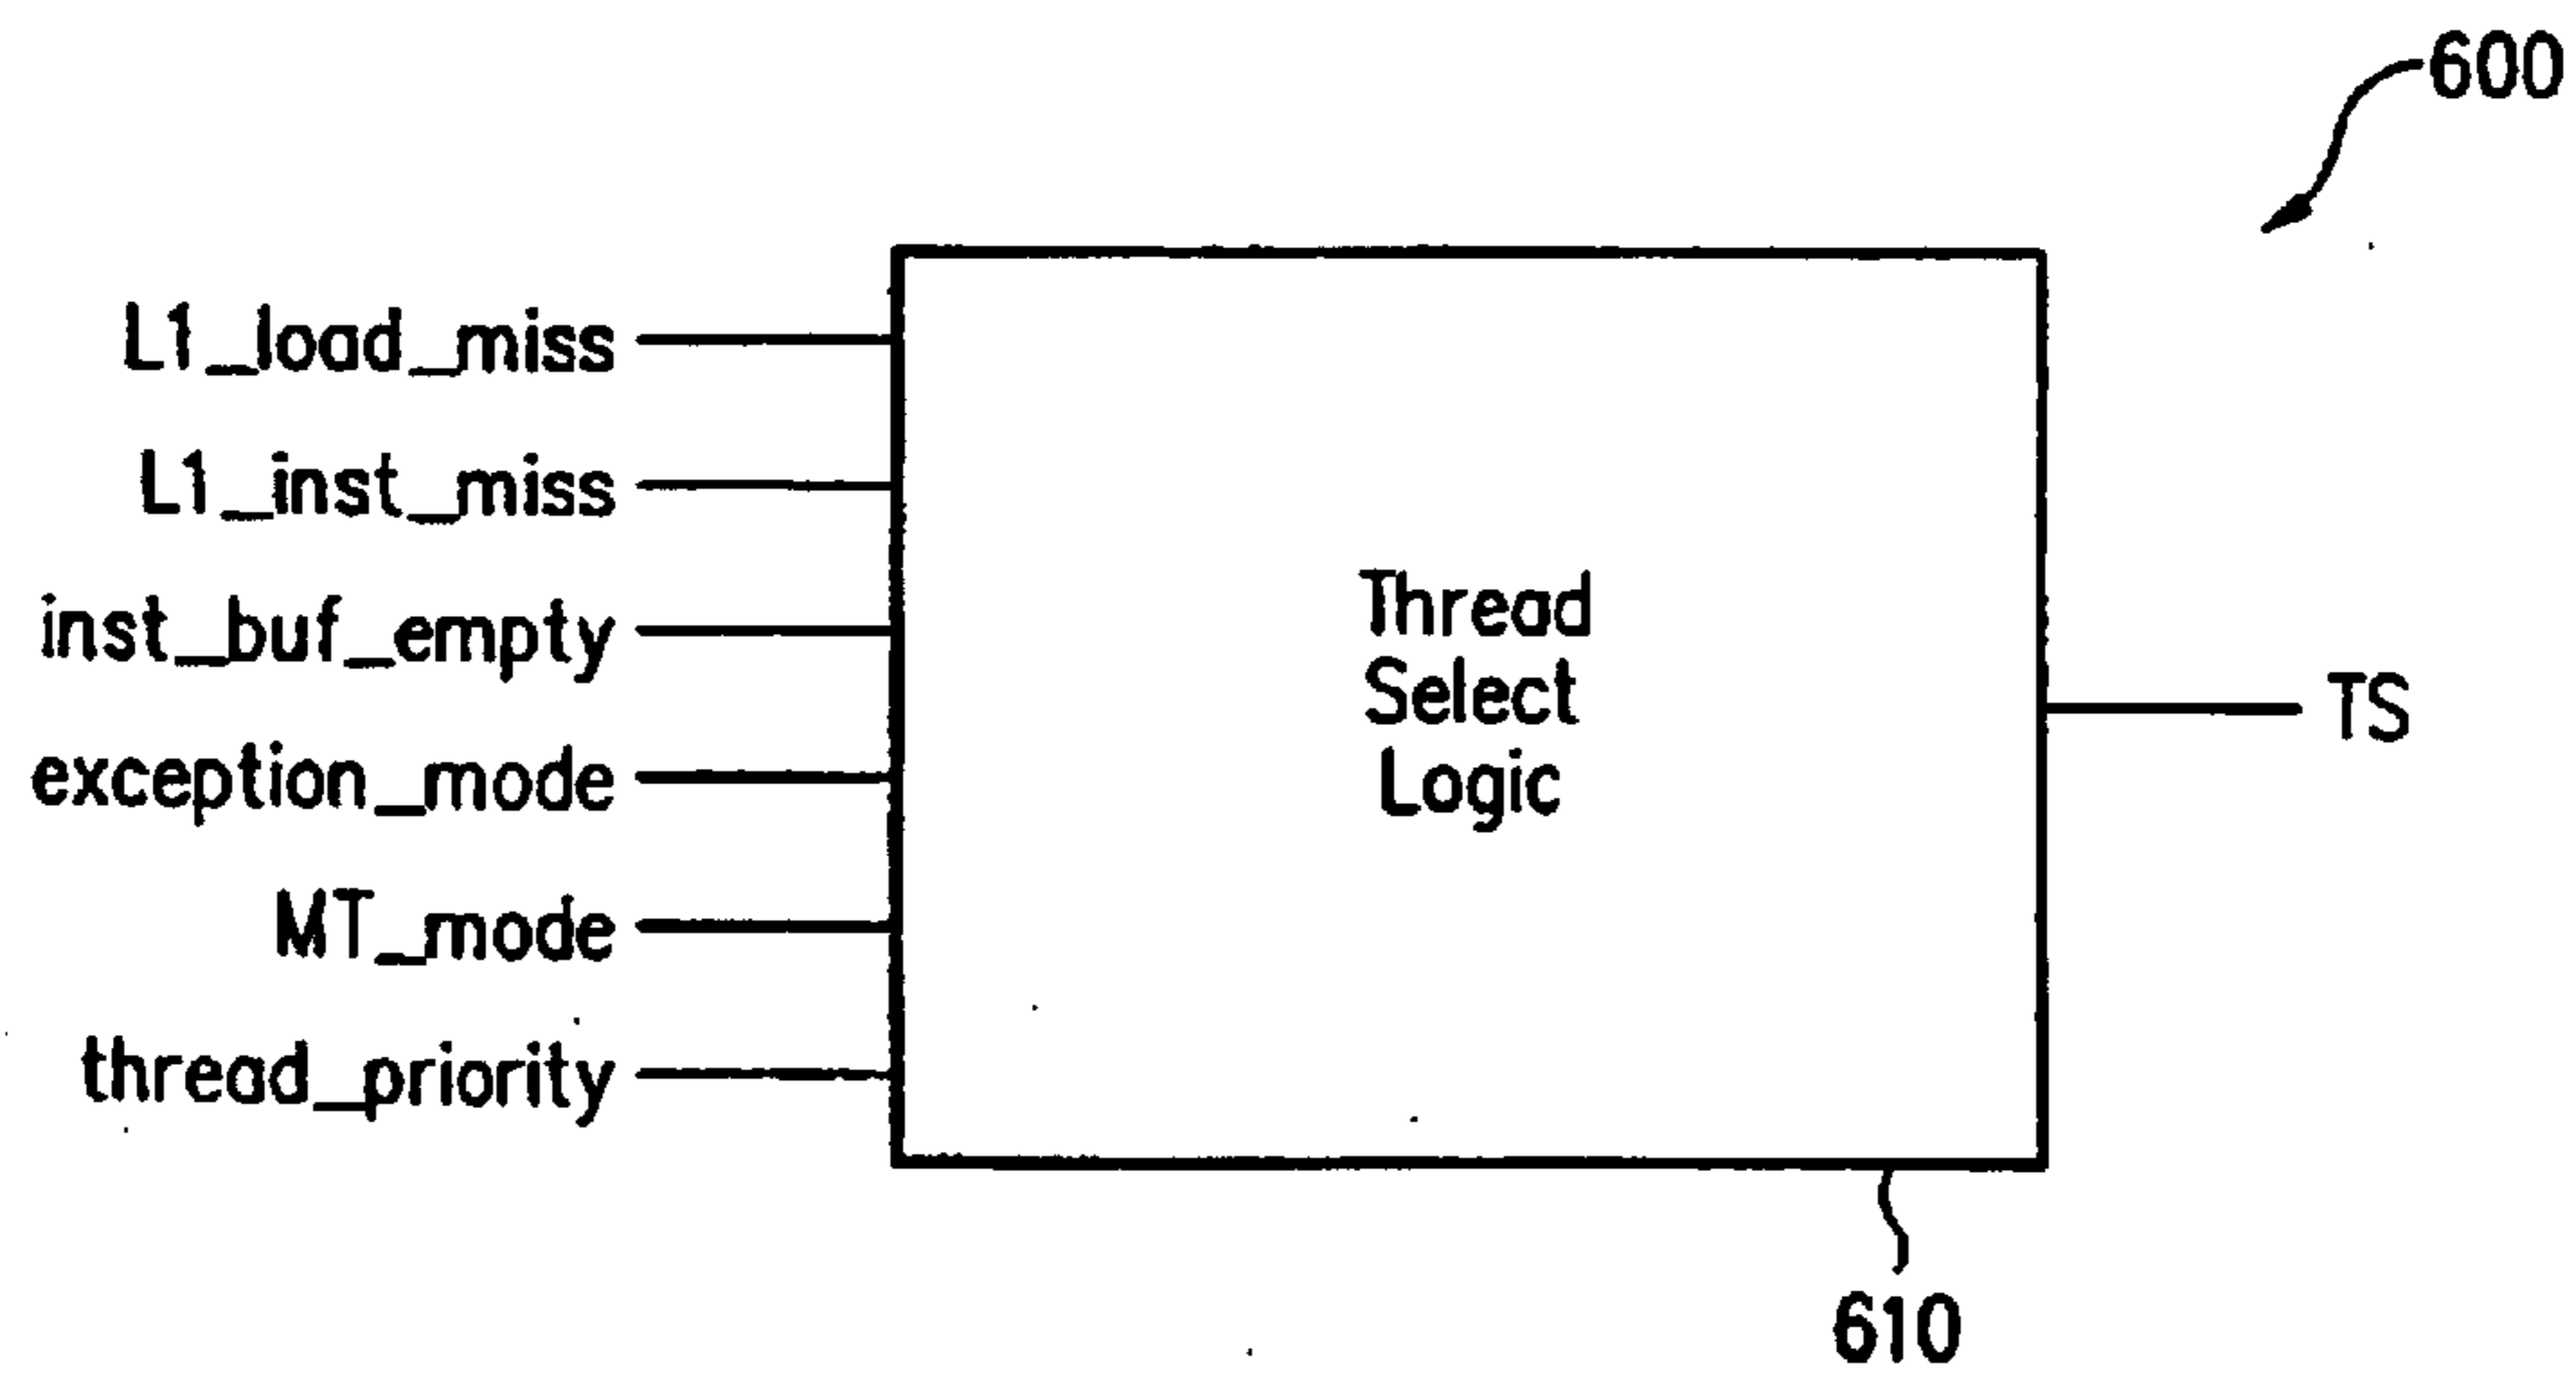 600
L1_load_miss
L1_inst_miss
inst_buf_empty
exception_mode
MT_mode
thread_priority
Thread
Select
Logic
TS
610